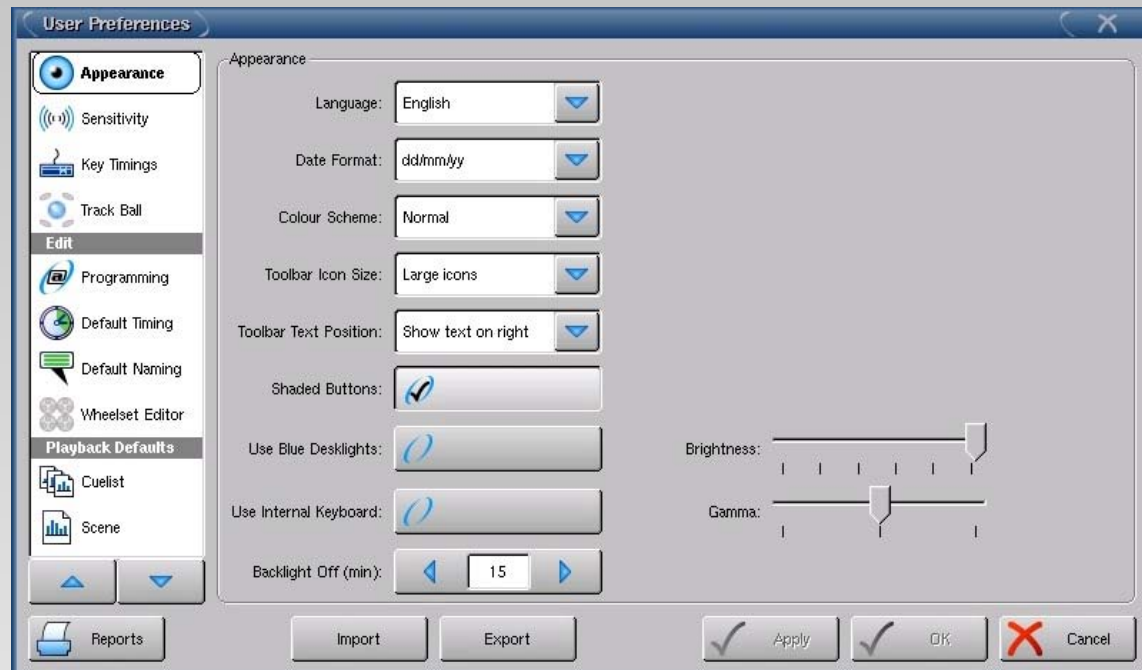 User Preferences
Appearance
Sensitivity
Key Timings
Track Ball
Edit
Programming
Default Timing
Default Naming
Wheelset Editor
Playback Defaults
Cuelist
Scene
Appearance
Language: English
Date Format: dd/mm/yy
Colour Scheme: Normal
Toolbar Icon Size: Large icons
Toolbar Text Position: Show text on right
Shaded Buttons:
Use Blue Desklights:
Use Internal Keyboard:
Backlight Off (min): 15
Brightness:
Gamma:
Reports
Import
Export
Apply
OK
Cancel